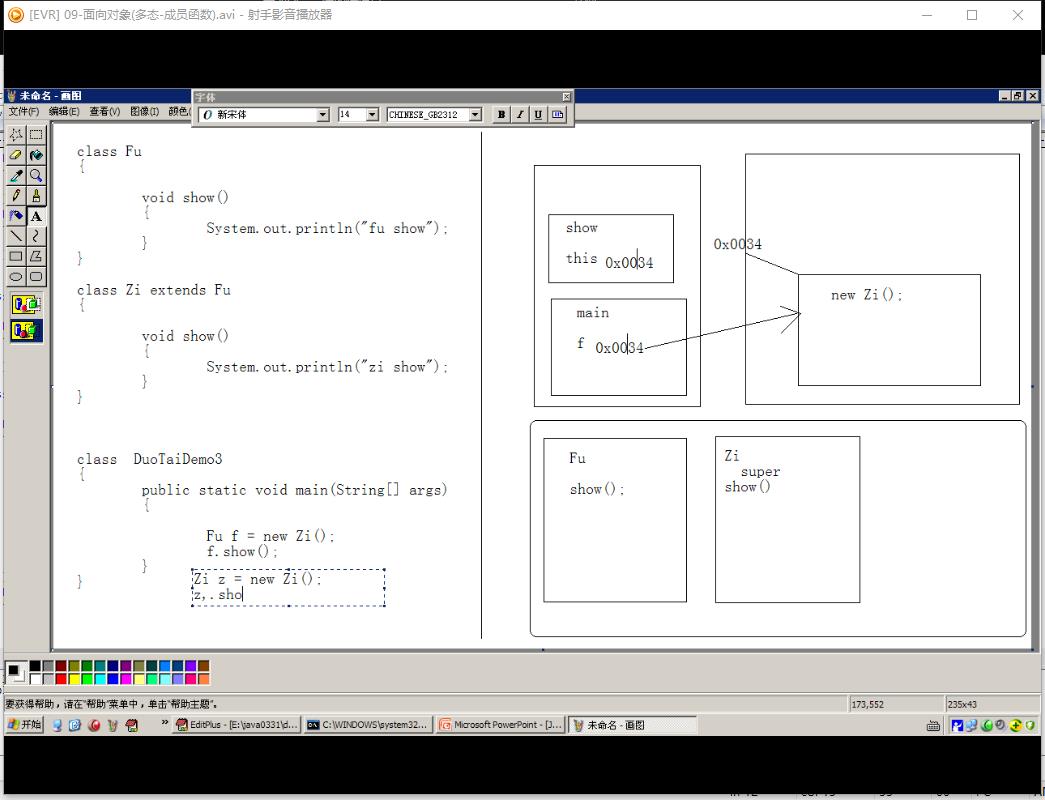 [EVR] 09-面向对象(多态-成员函数).avi - 射手影音播放器
未命名 - 画图
字体
文件(F) 编辑(E) 查看(V) 图像(I) 颜色(
新宋体 14 CHINESE_GB2312 B I U
class Fu
{
void show()
{
System.out.println("fu show");
}
}
class Zi extends Fu
{
void show()
{
System.out.println("zi show");
}
}
class DuoTaiDemo3
{
public static void main(String[] args)
{
Fu f = new Zi();
f.show();
}
}
Zi z = new Zi();
z,.sho
show
this 0x0034
main
f 0x0034
0x0034
new Zi();
Fu
show();
Zi
super
show()
A
要获得帮助，请在“帮助”菜单中，单击“帮助主题”。
173,552
235x43
开始
»
EditPlus - [E:\java0331\d...
C:\WINDOWS\system32...
Microsoft PowerPoint - [J...
未命名 - 画图